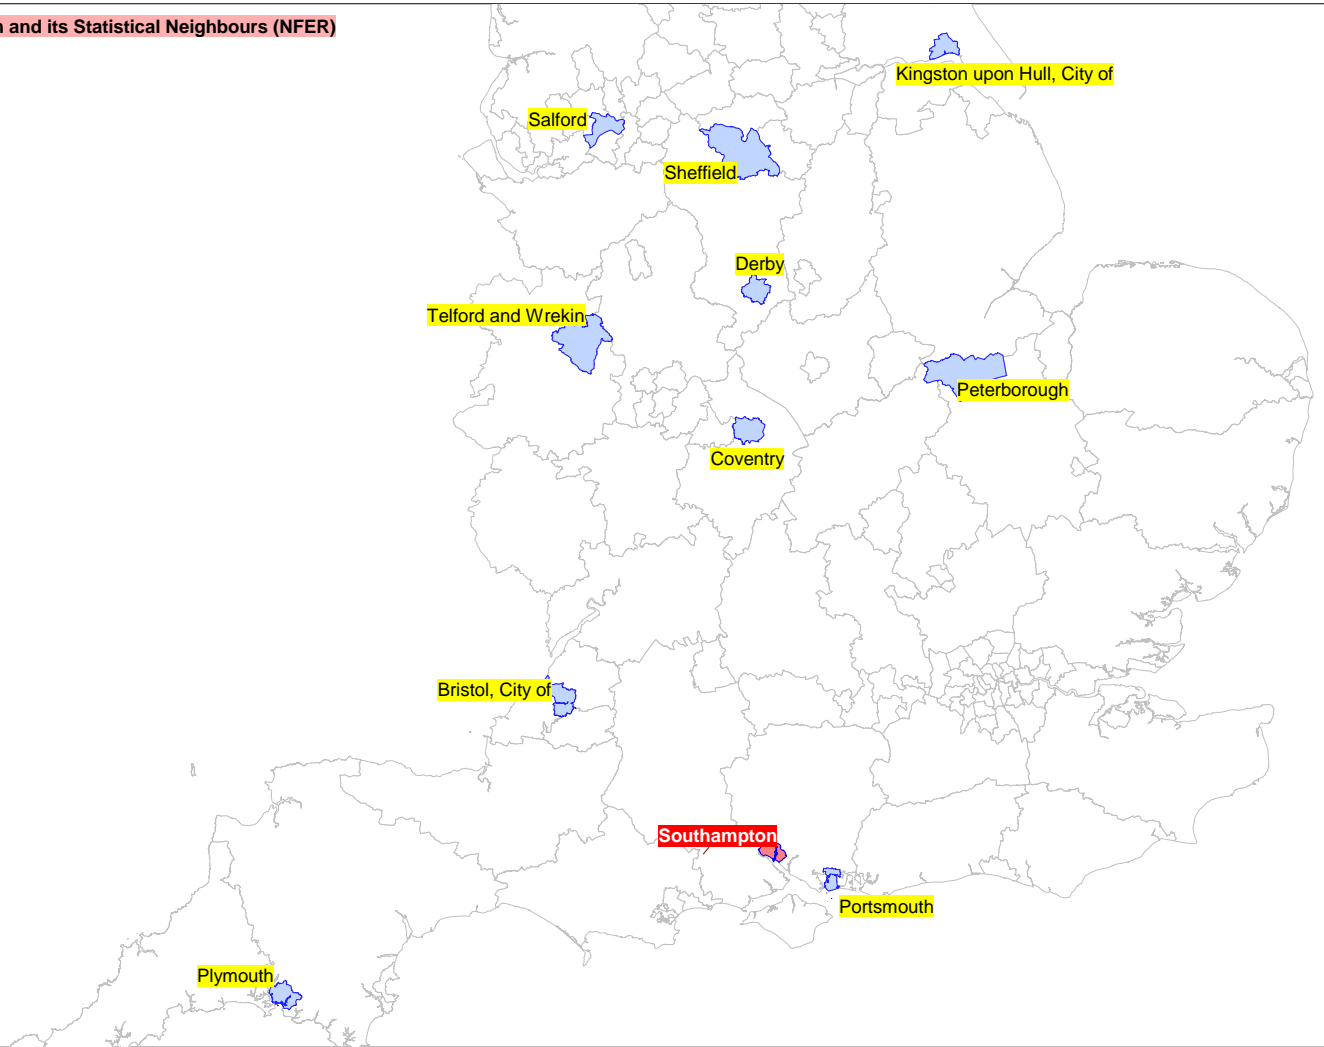 n and its Statistical Neighbours (NFER)
Kingston upon Hull, City of
Salford
Sheffield
Derby
Telford and Wrekin
Peterborough
Coventry
Bristol, City of
Southampton
Portsmouth
Plymouth